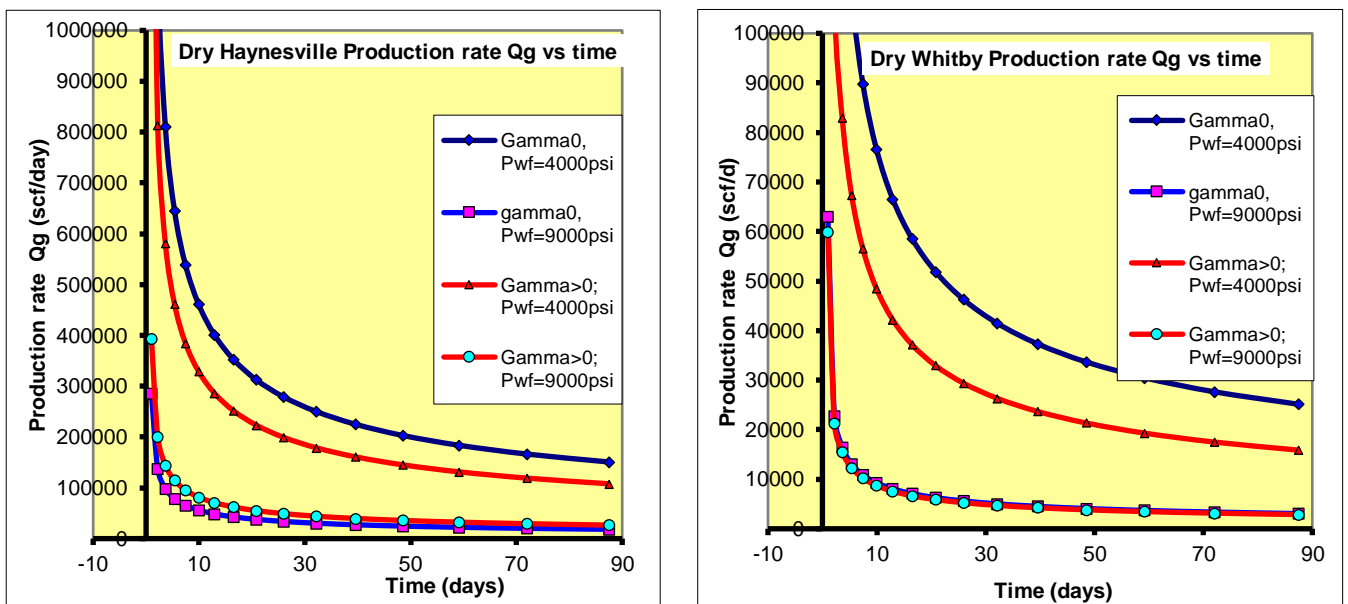 Dry Haynesville Production rate Qg vs time
Production rate Qg (scf/day)
1000000
900000
800000
700000
600000
500000
400000
300000
200000
100000
0
-10
10
30
50
70
90
Time (days)
Gamma0,
Pwf=4000psi
gamma0,
Pwf=9000psi
Gamma>0;
Pwf=4000psi
Gamma>0;
Pwf=9000psi
Dry Whitby Production rate Qg vs time
Production rate Qg (scf/d)
100000
90000
80000
70000
60000
50000
40000
30000
20000
10000
0
-10
10
30
50
70
90
Time (days)
Gamma0,
Pwf=4000psi
gamma0,
Pwf=9000psi
Gamma>0;
Pwf=4000psi
Gamma>0;
Pwf=9000psi